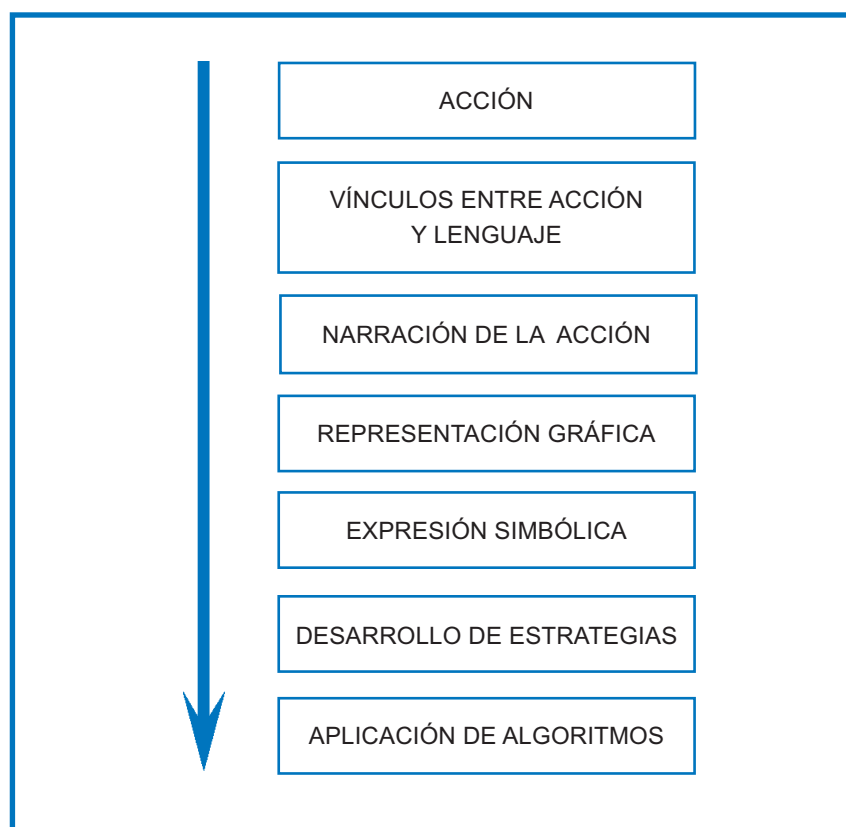 ACCIÓN
VÍNCULOS ENTRE ACCIÓN
Y LENGUAJE
NARRACIÓN DE LA ACCIÓN
REPRESENTACIÓN GRÁFICA
EXPRESIÓN SIMBÓLICA
DESARROLLO DE ESTRATEGIAS
APLICACIÓN DE ALGORITMOS